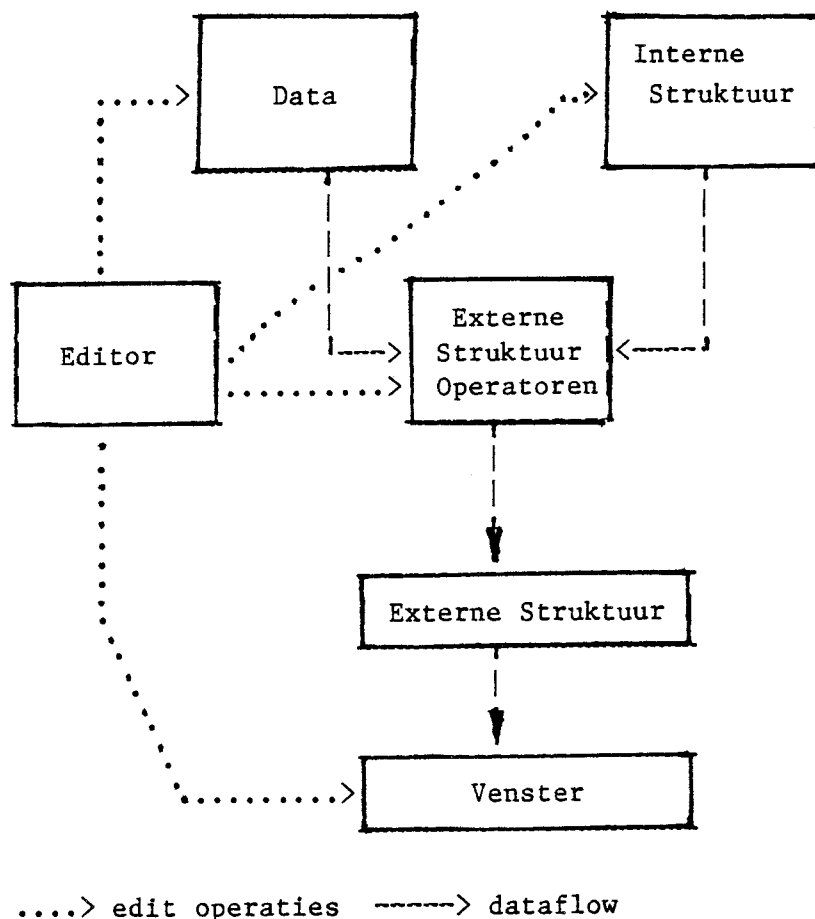 Data
Interne
Struktuur
Editor
Externe
Struktuur
Operatoren
Externe Struktuur
Venster
....> edit operaties -----> dataflow